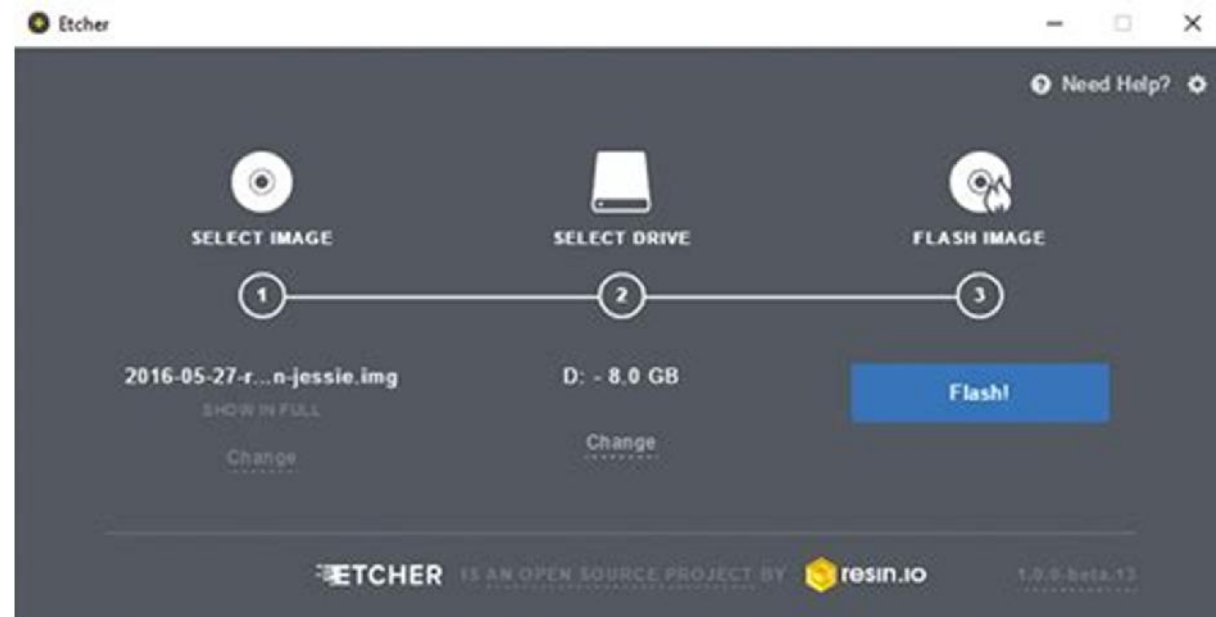 Etcher
Need Help?
SELECT IMAGE
SELECT DRIVE
FLASH IMAGE
1
2
3
2016-05-27-r...n-jessie.img
D: - 8.0 GB
Flash!
SHOW IN FULL
Change
Change
ETCHER IS AN OPEN SOURCE PROJECT BY resin.io 1.0.0-beta.13